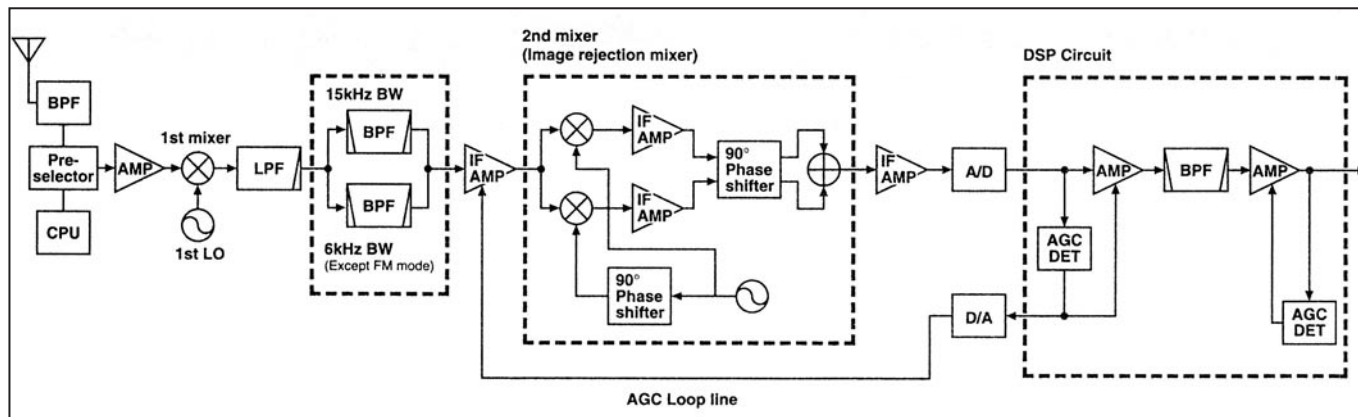 2nd mixer
(Image rejection mixer)
DSP Circuit
15kHz BW
BPF
1st mixer
BPF
IF
AMP
90°
Phase
shifter
Pre-
selector
AMP
LPF
IF
AMP
IF
AMP
A/D
AMP
BPF
AMP
BPF
IF
AMP
CPU
1st LO
6kHz BW
(Except FM mode)
AGC
DET
90°
Phase
shifter
D/A
AGC
DET
AGC Loop line